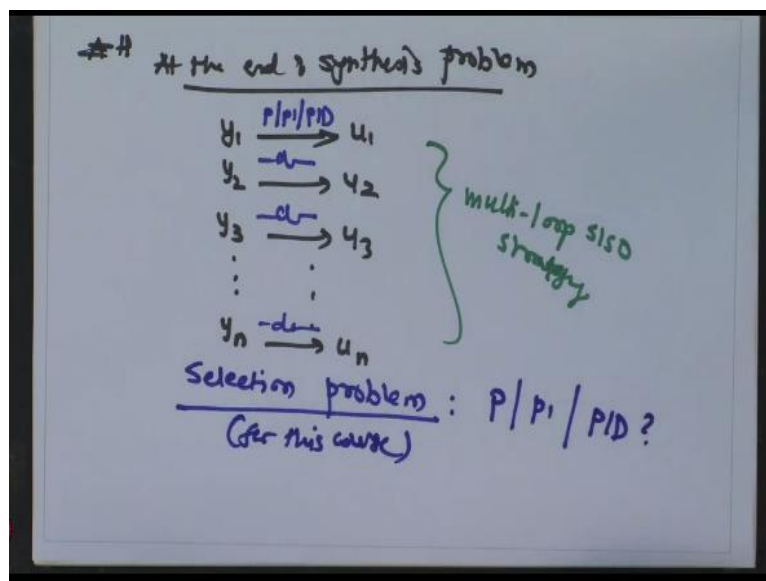 ## At the end of synthesis problem
y1 P/PI/PID → u1
y2 → u2
y3 → u3
⋮ ⋮
yn → un
multi-loop SISO
strategy
Selection problem : P/PI/PID?
(for this course)